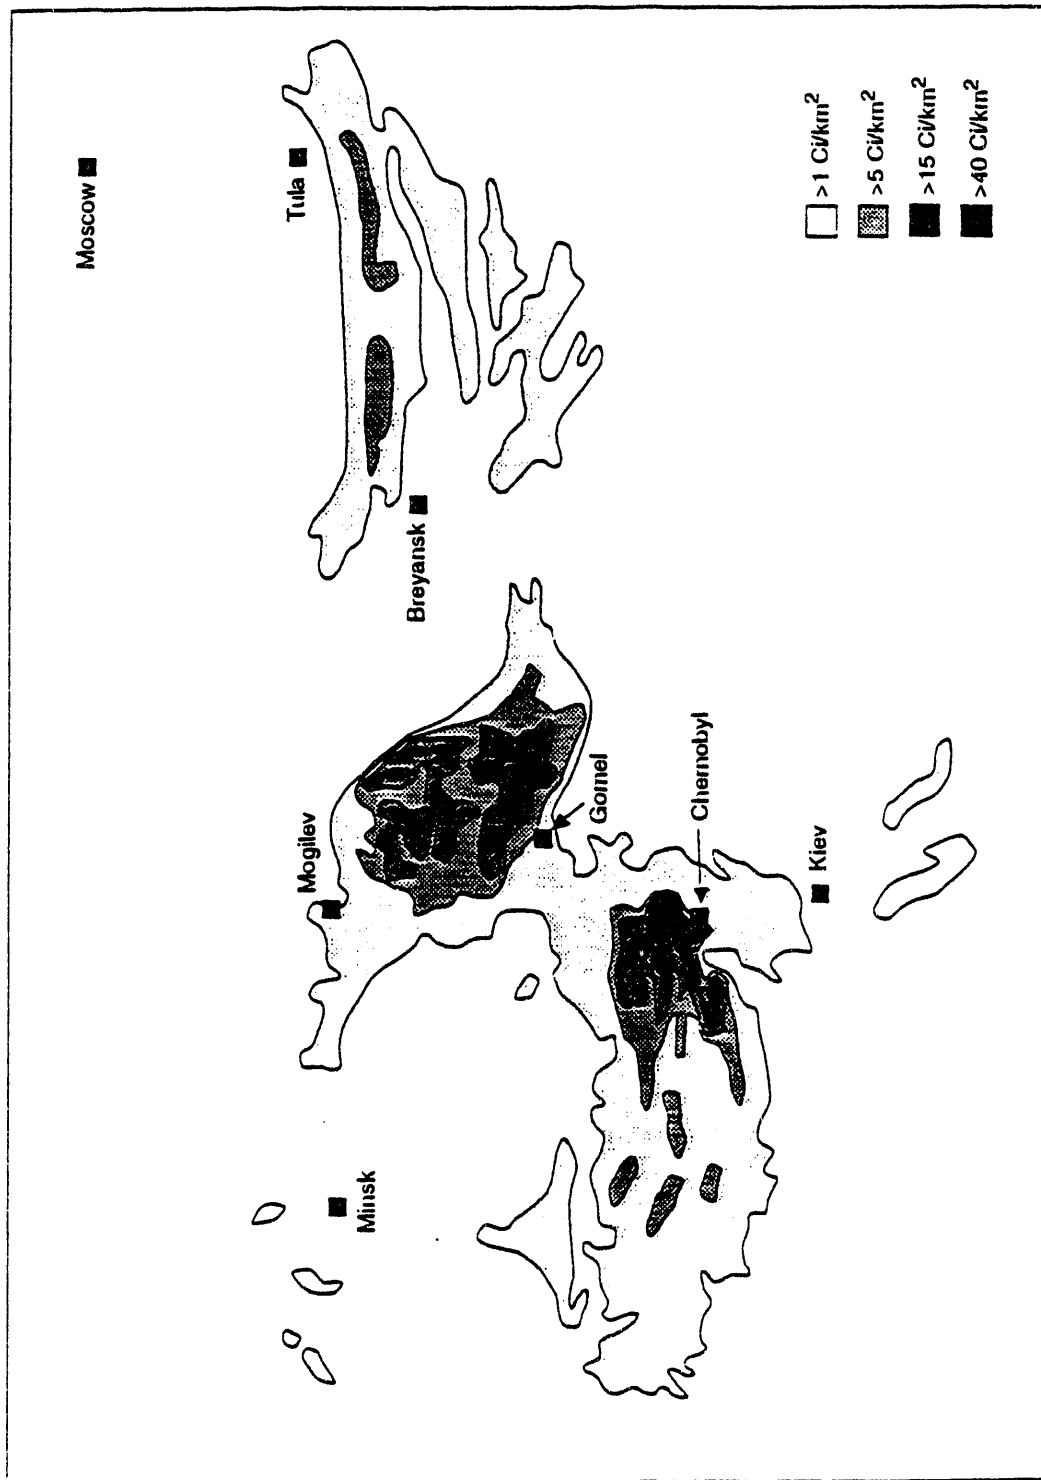 Moscow
Tula
Breyansk
Mogilev
Gomel
Minsk
Chernobyl
Kiev
>1 Ci/km²
>5 Ci/km²
>15 Ci/km²
>40 Ci/km²